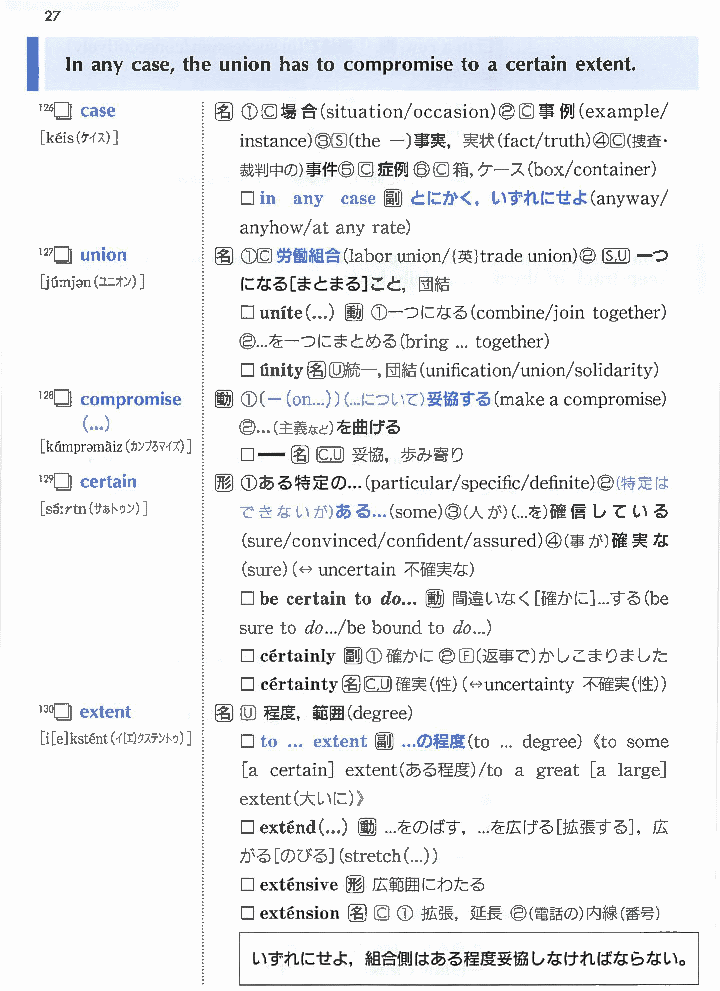 27
In any case, the union has to compromise to a certain extent.
126 case
[kéis(ケイス)]
名 ①C場合(situation/occasion)②C事例(example/
instance)③S(the —)事実，実状(fact/truth)④C(捜査・
裁判中の)事件⑤C症例⑥C箱，ケース(box/container)
□ in any case 副 とにかく，いずれにせよ(anyway/
anyhow/at any rate)
127 union
[júːnjən(ユニオン)]
名 ①C労働組合(labor union/{英}trade union)②S,U 一つ
になる[まとまる]こと，団結
□ uníte(...) 動 ①一つになる(combine/join together)
②...を一つにまとめる(bring ... together)
□ únity名U統一，団結(unification/union/solidarity)
128 compromise
(...)
[kámprəmàiz(カンプろマイズ)]
動 ①(—(on...))(...について)妥協する(make a compromise)
②...(主義など)を曲げる
□ — 名 C,U 妥協，歩み寄り
129 certain
[sə́ːrtn(サぁトゥン)]
形 ①ある特定の...(particular/specific/definite)②(特定は
できないが)ある...(some)③(人が)(...を)確信している
(sure/convinced/confident/assured)④(事が)確実な
(sure)(↔ uncertain 不確実な)
□ be certain to do... 動 間違いなく[確かに]...する(be
sure to do.../be bound to do...)
□ cértainly 副① 確かに ②F(返事で)かしこまりました
□ cértainty名C,U確実(性)(↔uncertainty 不確実(性))
130 extent
[i[e]kstént(イ[エ]クステントゥ)]
名 U 程度，範囲(degree)
□ to ... extent 副 ...の程度(to ... degree)《to some
[a certain] extent(ある程度)/to a great [a large]
extent(大いに)》
□ exténd(...) 動 ...をのばす，...を広げる[拡張する]，広
がる[のびる](stretch(...))
□ exténsive 形 広範囲にわたる
□ exténsion 名 C ① 拡張，延長 ②(電話の)内線(番号)
いずれにせよ，組合側はある程度妥協しなければならない。